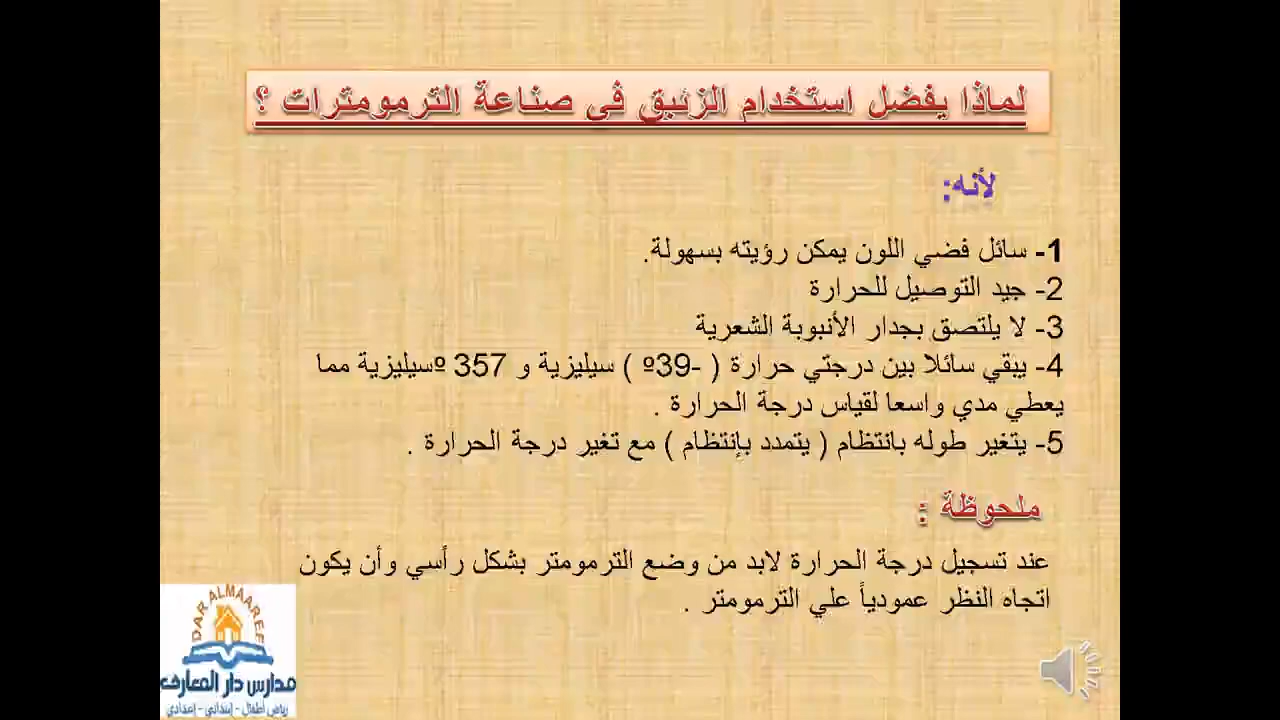 لماذا يفضل استخدام الزئبق فى صناعة الترمومترات ؟
لأنه:
1- سائل فضي اللون يمكن رؤيته بسهولة.
2- جيد التوصيل للحرارة
3- لا يلتصق بجدار الأنبوبة الشعرية
4- يبقي سائلا بين درجتي حرارة ( -39º ) سيليزية و 357 ºسيليزية مما
يعطي مدي واسعا لقياس درجة الحرارة .
5- يتغير طوله بانتظام ( يتمدد بإنتظام ) مع تغير درجة الحرارة .
ملحوظة :
عند تسجيل درجة الحرارة لابد من وضع الترمومتر بشكل رأسي وأن يكون
اتجاه النظر عمودياً علي الترمومتر .
DAR ALMAAREF
مدارس دار المعارف
رياض أطفال - إبتدائي - إعدادي